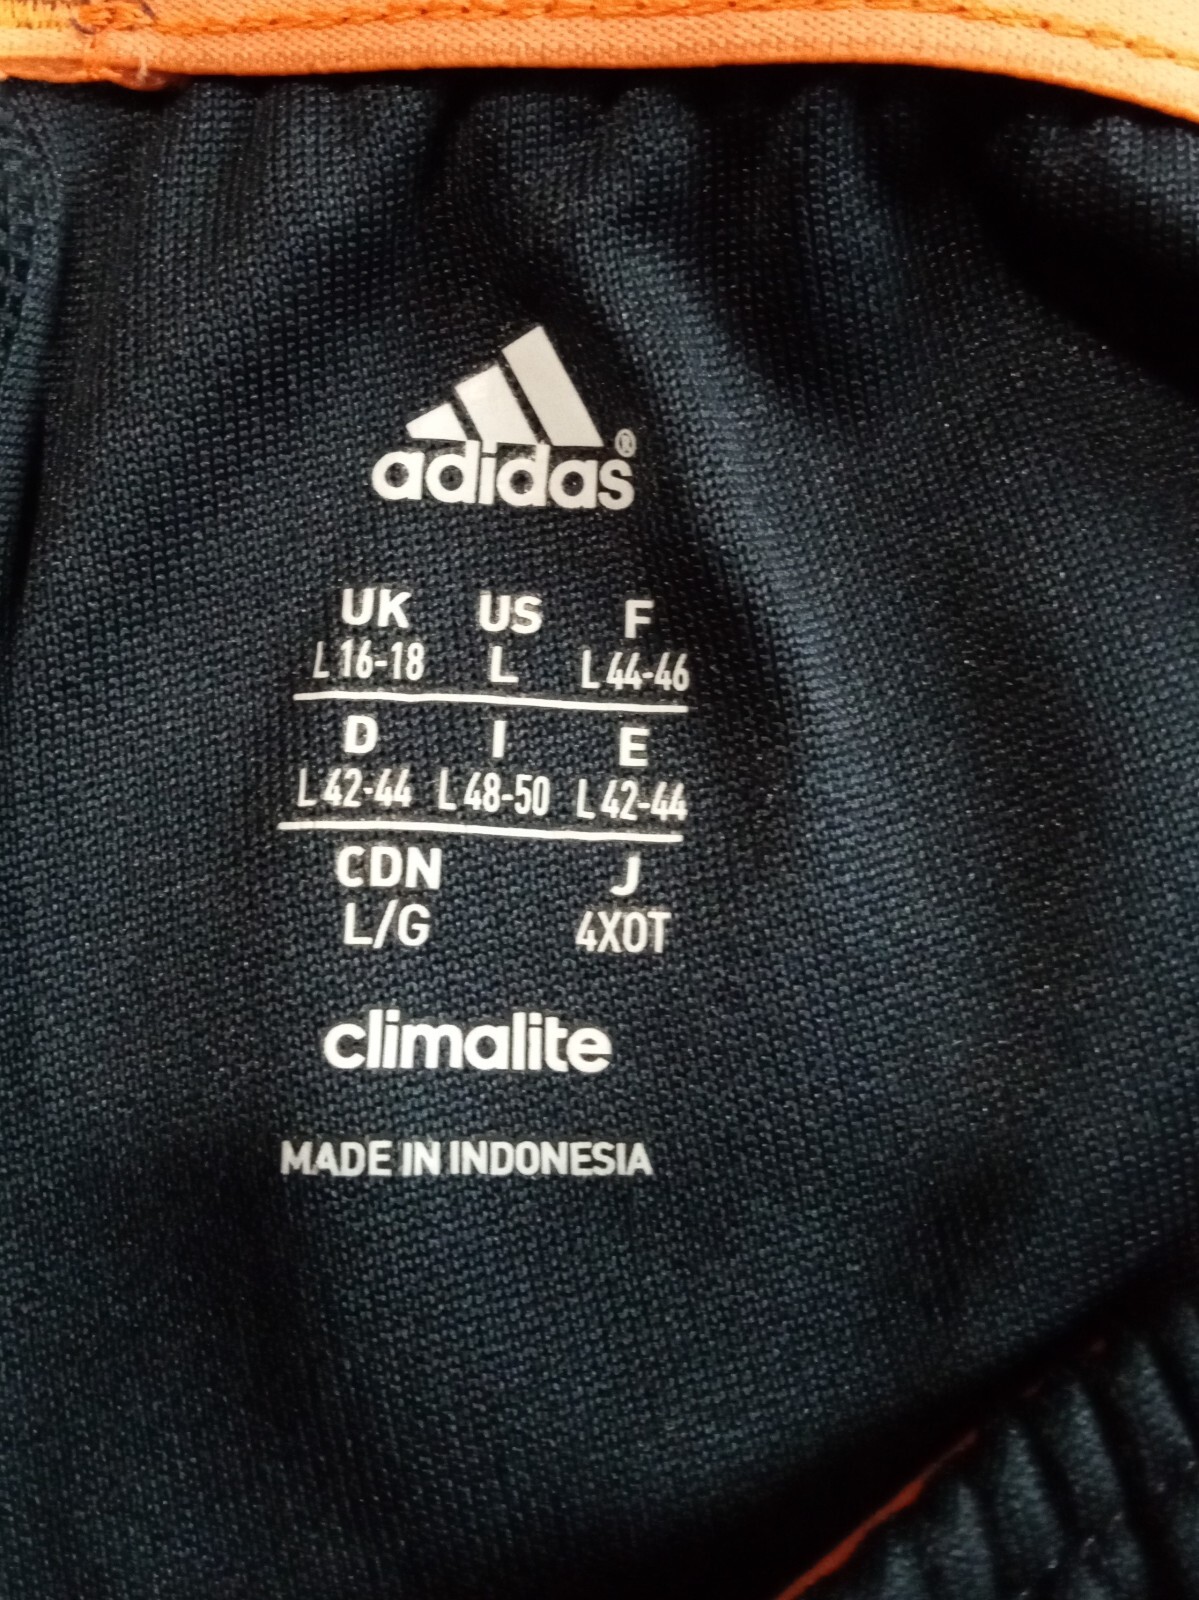 adidas®
UK US F
L 16-18 L L 44-46
D I E
L 42-44 L 48-50 L 42-44
CDN J
L/G 4XOT
climalite
MADE IN INDONESIA